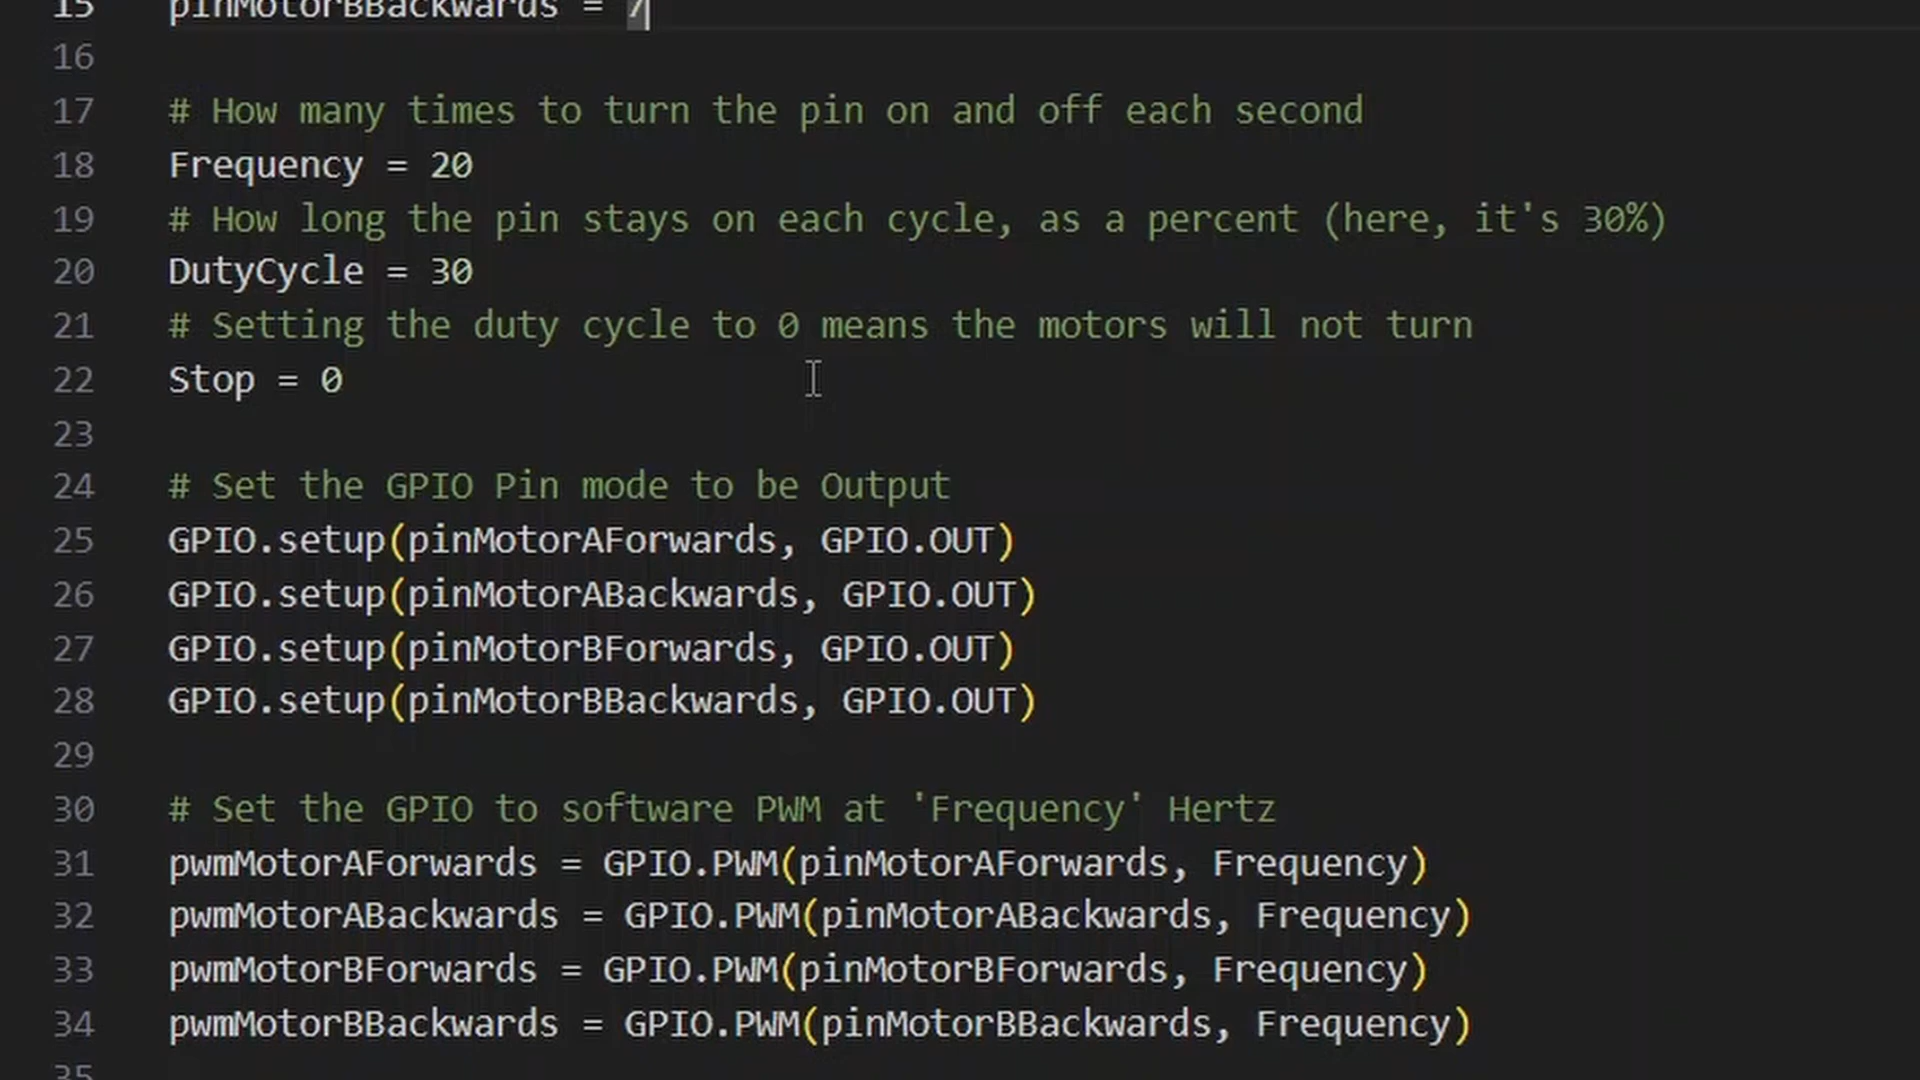 15 pinMotorBBackwards = 7
16
17 # How many times to turn the pin on and off each second
18 Frequency = 20
19 # How long the pin stays on each cycle, as a percent (here, it's 30%)
20 DutyCycle = 30
21 # Setting the duty cycle to 0 means the motors will not turn
22 Stop = 0
23
24 # Set the GPIO Pin mode to be Output
25 GPIO.setup(pinMotorAForwards, GPIO.OUT)
26 GPIO.setup(pinMotorABackwards, GPIO.OUT)
27 GPIO.setup(pinMotorBForwards, GPIO.OUT)
28 GPIO.setup(pinMotorBBackwards, GPIO.OUT)
29
30 # Set the GPIO to software PWM at 'Frequency' Hertz
31 pwmMotorAForwards = GPIO.PWM(pinMotorAForwards, Frequency)
32 pwmMotorABackwards = GPIO.PWM(pinMotorABackwards, Frequency)
33 pwmMotorBForwards = GPIO.PWM(pinMotorBForwards, Frequency)
34 pwmMotorBBackwards = GPIO.PWM(pinMotorBBackwards, Frequency)
35